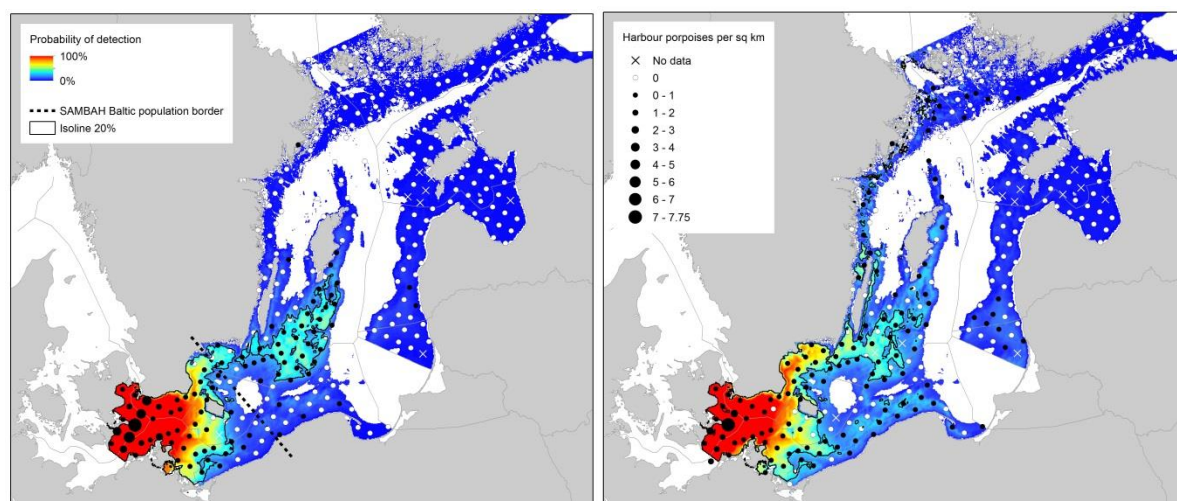 Probability of detection
100%
0%
SAMBAH Baltic population border
Isoline 20%
Harbour porpoises per sq km
No data
0
0 - 1
1 - 2
2 - 3
3 - 4
4 - 5
5 - 6
6 - 7
7 - 7.75